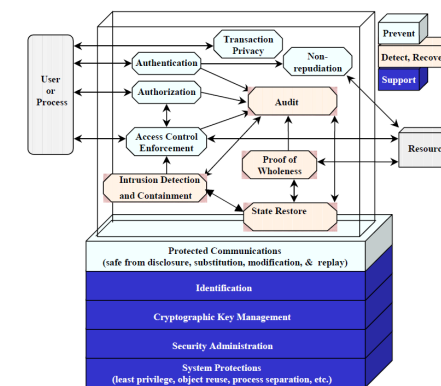 Transaction
Privacy
Prevent
Non-
repudiation
Detect, Recove
Support
User
or
Process
Authentication
Authorization
Audit
Access Control
Enforcement
Resourc
Proof of
Wholeness
Intrusion Detection
and Containment
State Restore
Protected Communications
(safe from disclosure, substitution, modification, & replay)
Identification
Cryptographic Key Management
Security Administration
System Protections
(least privilege, object reuse, process separation, etc.)